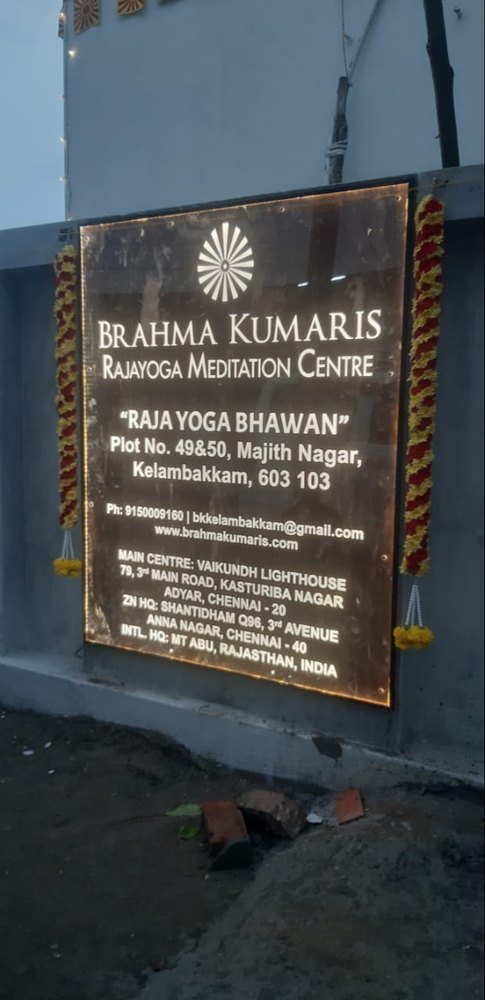 BRAHMA KUMARIS
RAJAYOGA MEDITATION CENTRE
“RAJA YOGA BHAWAN”
Plot No. 49&50, Majith Nagar,
Kelambakkam, 603 103
Ph: 9150009160 | bkkelambakkam@gmail.com
www.brahmakumaris.com
MAIN CENTRE: VAIKUNDH LIGHTHOUSE
79, 3rd MAIN ROAD, KASTURIBA NAGAR
ADYAR, CHENNAI - 20
ZN HQ: SHANTIDHAM Q96, 3rd AVENUE
ANNA NAGAR, CHENNAI - 40
INTL. HQ: MT ABU, RAJASTHAN, INDIA